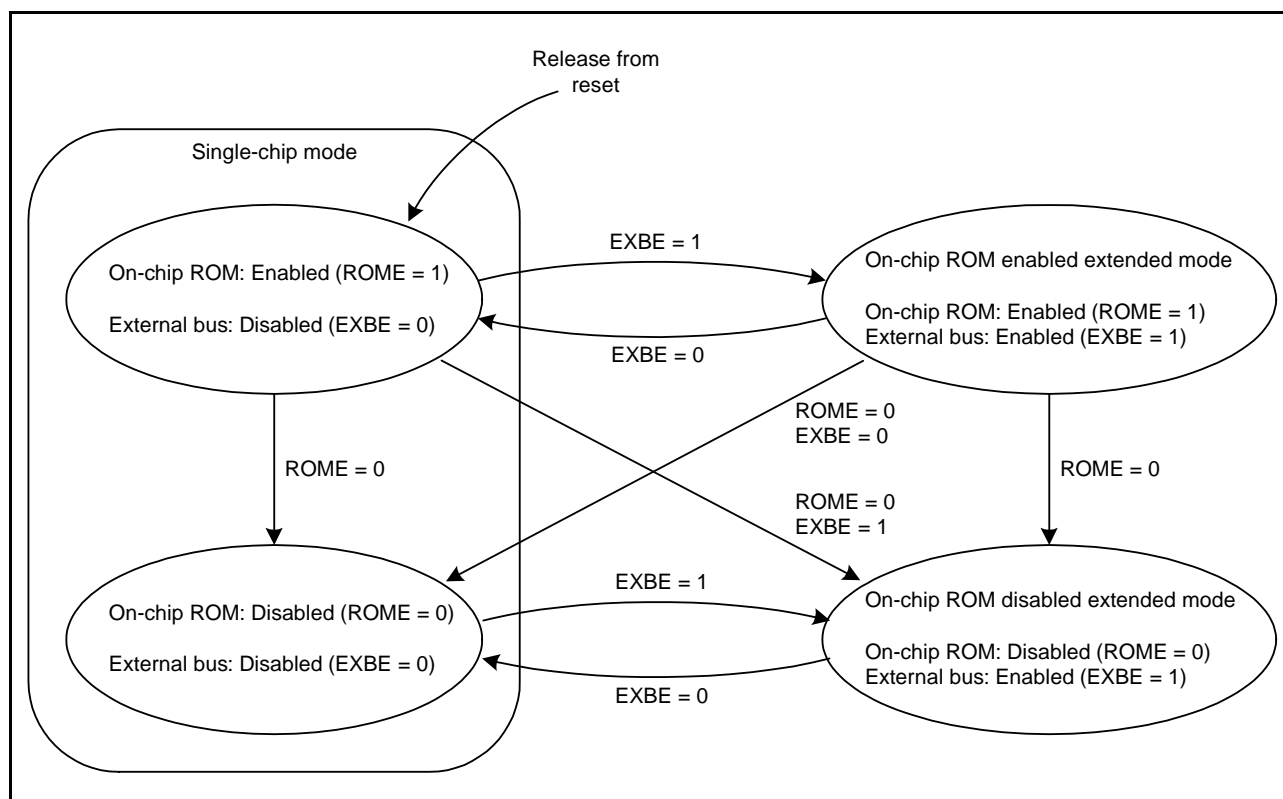 Release from
reset
Single-chip mode
On-chip ROM: Enabled (ROME = 1)
External bus: Disabled (EXBE = 0)
EXBE = 1
EXBE = 0
On-chip ROM enabled extended mode
On-chip ROM: Enabled (ROME = 1)
External bus: Enabled (EXBE = 1)
ROME = 0
ROME = 0
EXBE = 0
ROME = 0
EXBE = 1
ROME = 0
On-chip ROM: Disabled (ROME = 0)
External bus: Disabled (EXBE = 0)
EXBE = 1
EXBE = 0
On-chip ROM disabled extended mode
On-chip ROM: Disabled (ROME = 0)
External bus: Enabled (EXBE = 1)